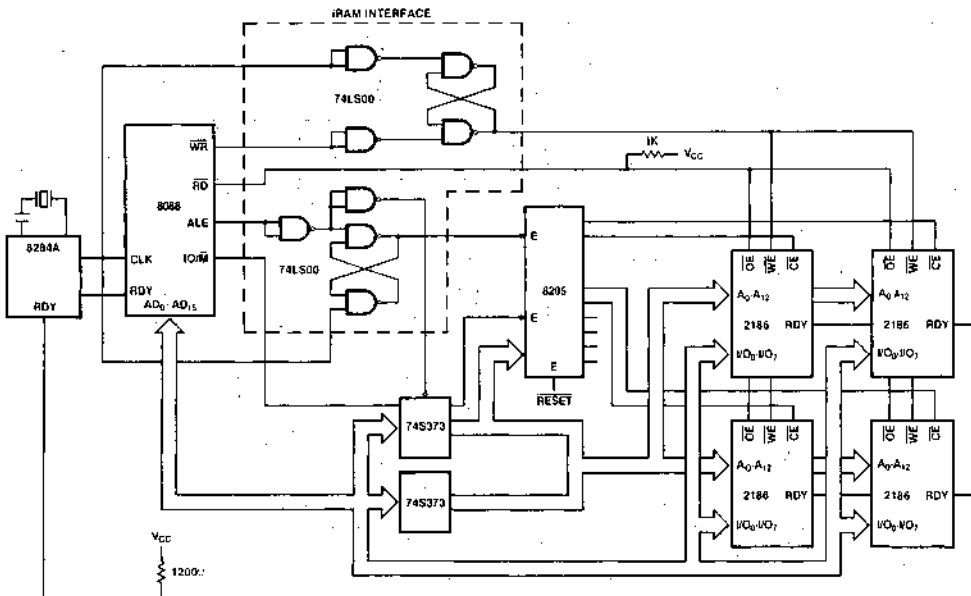 iRAM INTERFACE
74LS00
WR
RD
8088
ALE
IO/M
CLK
RDY
AD0-AD15
8284A
RDY
74LS00
1K
VCC
E
8205
E
E
RESET
74S373
74S373
OE WE CE
A0-A12
2186 RDY
I/O0-I/O7
OE WE CE
A0-A12
2186 RDY
I/O0-I/O7
OE WE CE
A0-A12
2186 RDY
I/O0-I/O7
OE WE CE
A0-A12
2186 RDY
I/O0-I/O7
VCC
1200Ω